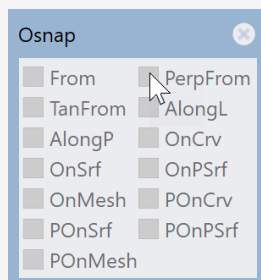 Osnap
From PerpFrom
TanFrom AlongL
AlongP OnCrv
OnSrf OnPSrf
OnMesh POnCrv
POnSrf POnPSrf
POnMesh